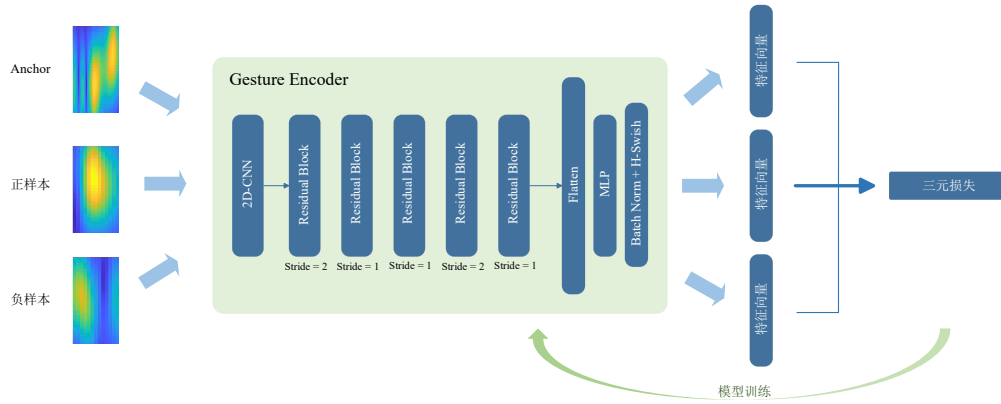 Anchor
正样本
负样本
Gesture Encoder
2D-CNN
Residual Block
Residual Block
Residual Block
Residual Block
Residual Block
Stride = 2
Stride = 1
Stride = 1
Stride = 2
Stride = 1
Flatten
MLP
Batch Norm + H-Swish
特征向量
特征向量
特征向量
三元损失
模型训练